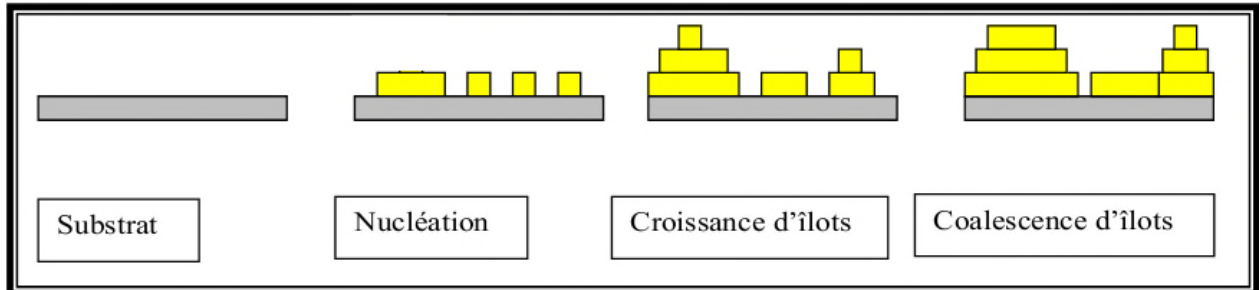 Substrat
Nucléation
Croissance d'îlots
Coalescence d'îlots